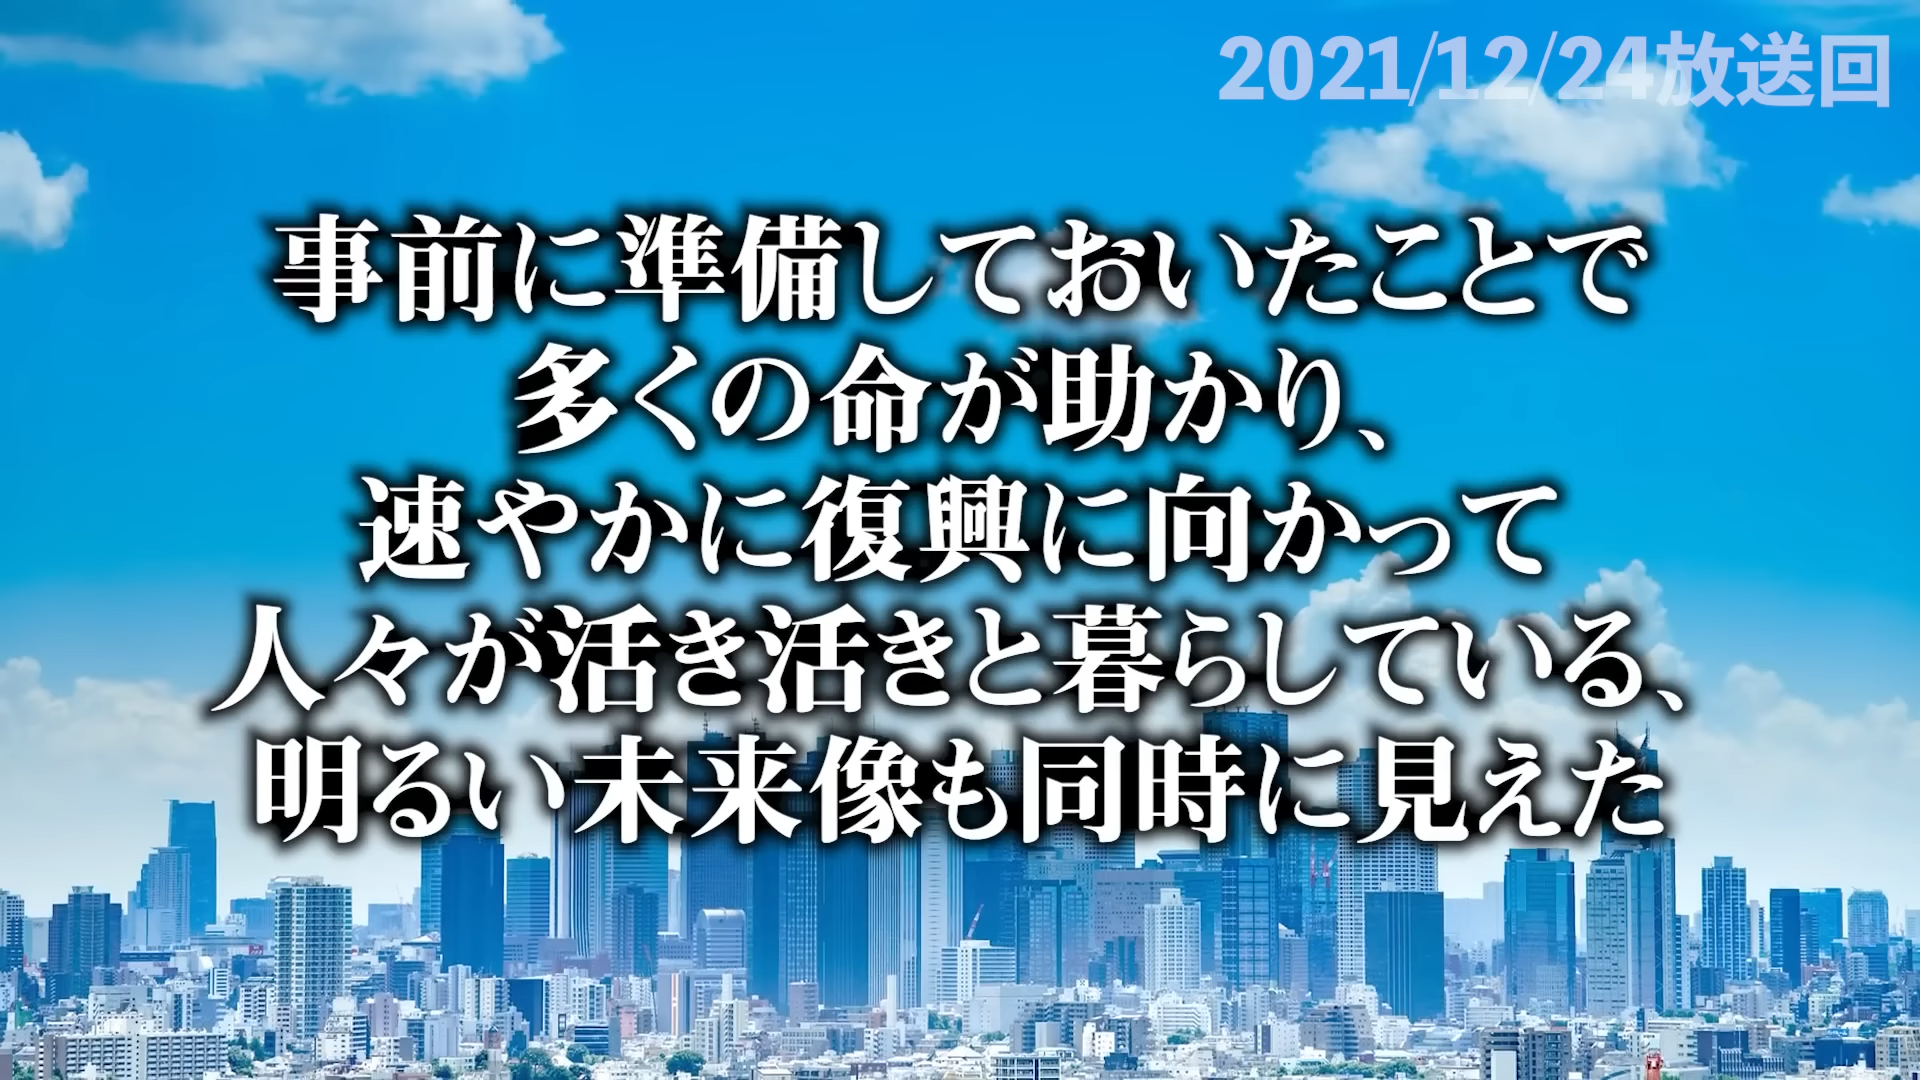 2021/12/24放送回
事前に準備しておいたことで
多くの命が助かり、
速やかに復興に向かって
人々が活き活きと暮らしている、
明るい未来像も同時に見えた